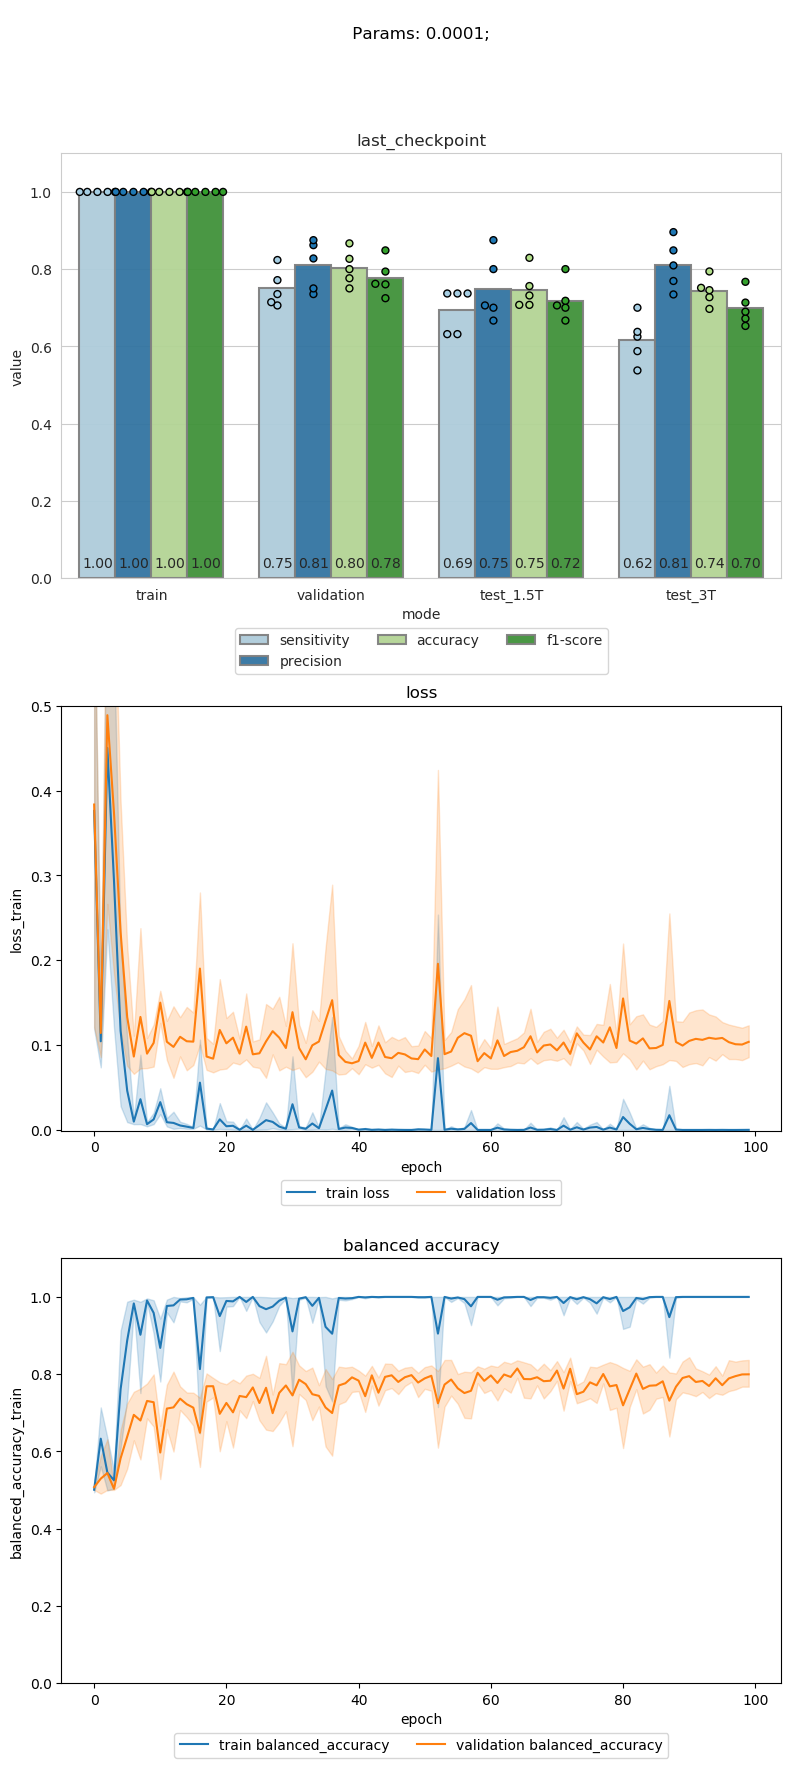 Params: 0.0001;
last_checkpoint
value
1.0
0.8
0.6
0.4
0.2
0.0
1.00 1.00 1.00 1.00 0.75 0.81 0.80 0.78 0.69 0.75 0.75 0.72 0.62 0.81 0.74 0.70
train validation test_1.5T test_3T
mode
sensitivity accuracy f1-score
precision
loss
loss_train
0.5
0.4
0.3
0.2
0.1
0.0
0 20 40 60 80 100
epoch
train loss validation loss
balanced accuracy
balanced_accuracy_train
1.0
0.8
0.6
0.4
0.2
0.0
0 20 40 60 80 100
epoch
train balanced_accuracy validation balanced_accuracy